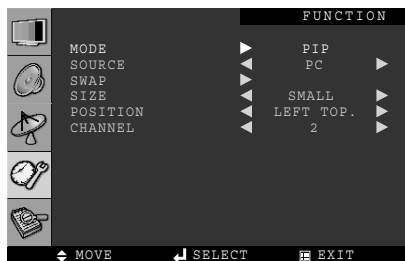 FUNCTION
MODE PIP
SOURCE PC
SWAP
SIZE SMALL
POSITION LEFT TOP.
CHANNEL 2
MOVE SELECT EXIT